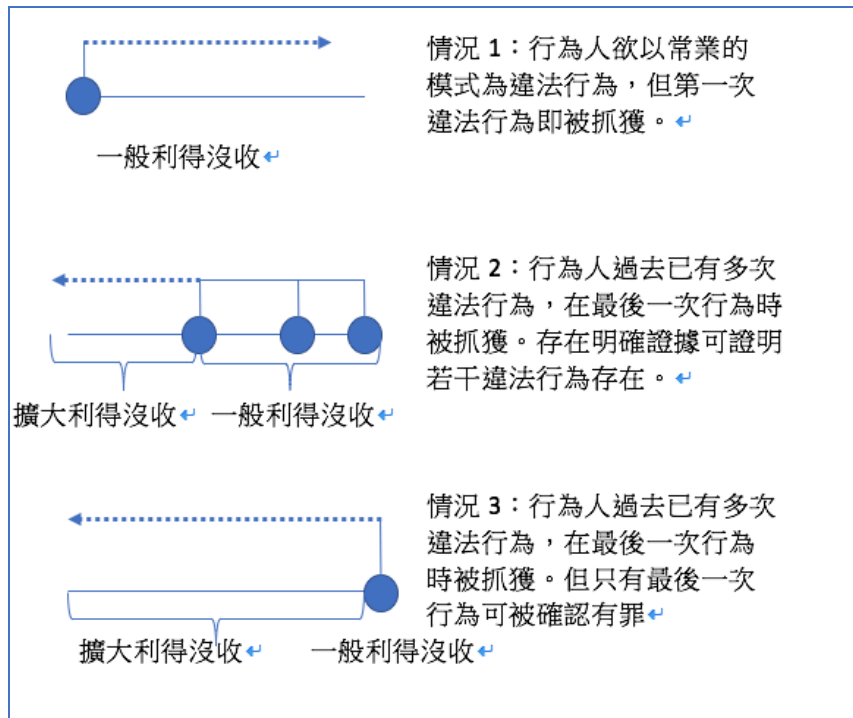 情況 1：行為人欲以常業的
模式為違法行為，但第一次
違法行為即被抓獲。↵
一般利得沒收↵
情況 2：行為人過去已有多次
違法行為，在最後一次行為時
被抓獲。存在明確證據可證明
若干違法行為存在。↵
擴大利得沒收↵ 一般利得沒收↵
情況 3：行為人過去已有多次
違法行為，在最後一次行為
時被抓獲。但只有最後一次
行為可被確認有罪↵
擴大利得沒收↵ 一般利得沒收↵